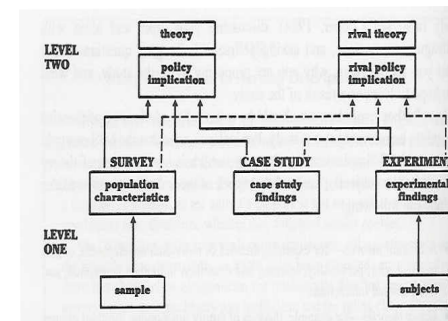 theory
rival theory
LEVEL
TWO
policy
implication
rival policy
implication
SURVEY
CASE STUDY
EXPERIMENT
population
characteristics
case study
findings
experimental
findings
LEVEL
ONE
sample
subjects